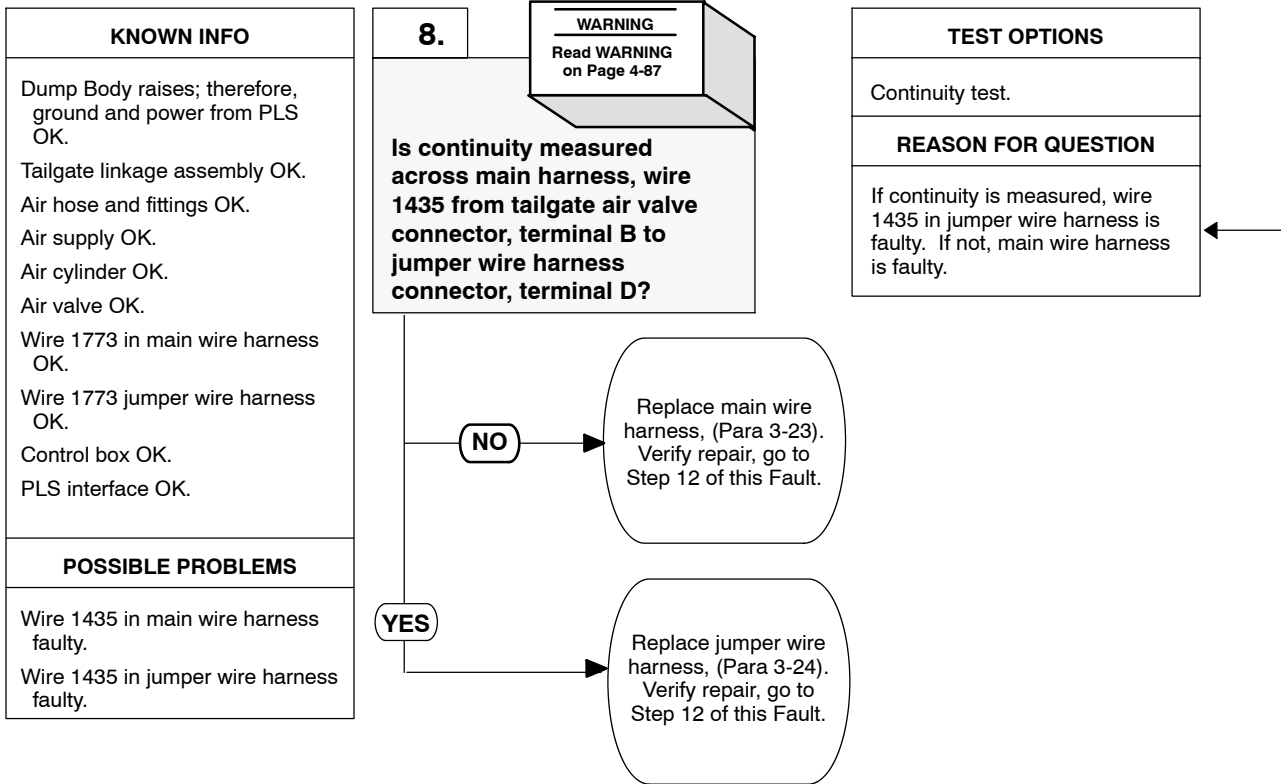 KNOWN INFO
Dump Body raises; therefore,
ground and power from PLS
OK.
Tailgate linkage assembly OK.
Air hose and fittings OK.
Air supply OK.
Air cylinder OK.
Air valve OK.
Wire 1773 in main wire harness
OK.
Wire 1773 jumper wire harness
OK.
Control box OK.
PLS interface OK.
POSSIBLE PROBLEMS
Wire 1435 in main wire harness
faulty.
Wire 1435 in jumper wire harness
faulty.
8.
WARNING
Read WARNING
on Page 4-87
Is continuity measured
across main harness, wire
1435 from tailgate air valve
connector, terminal B to
jumper wire harness
connector, terminal D?
NO
Replace main wire
harness, (Para 3-23).
Verify repair, go to
Step 12 of this Fault.
YES
Replace jumper wire
harness, (Para 3-24).
Verify repair, go to
Step 12 of this Fault.
TEST OPTIONS
Continuity test.
REASON FOR QUESTION
If continuity is measured, wire
1435 in jumper wire harness is
faulty. If not, main wire harness
is faulty.